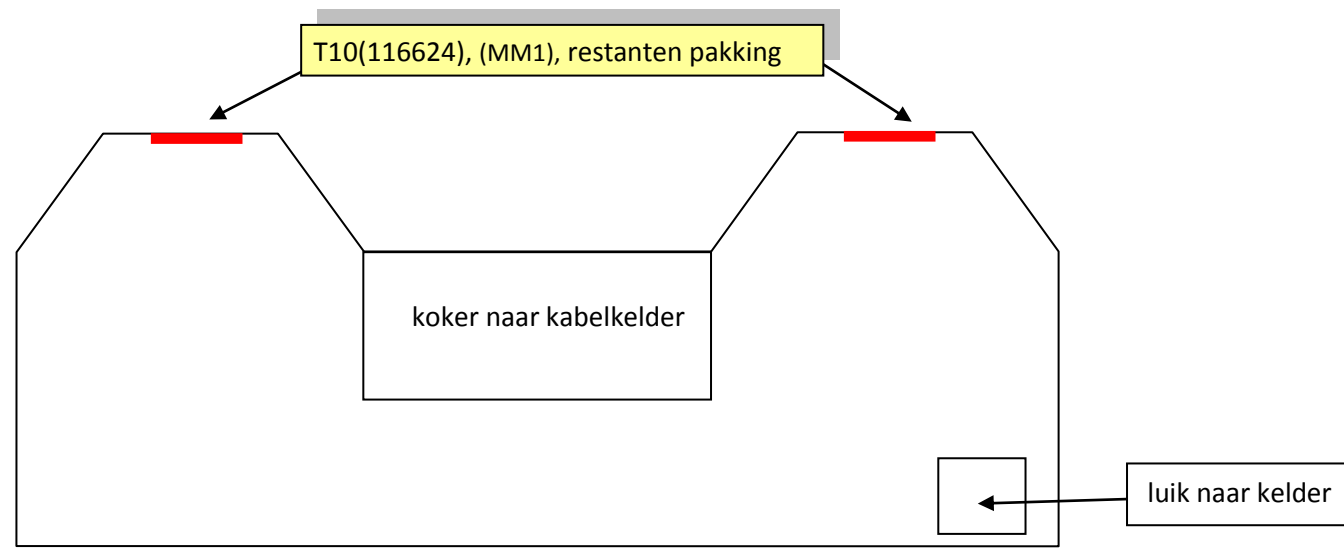 T10(116624), (MM1), restanten pakking
koker naar kabelkelder
luik naar kelder